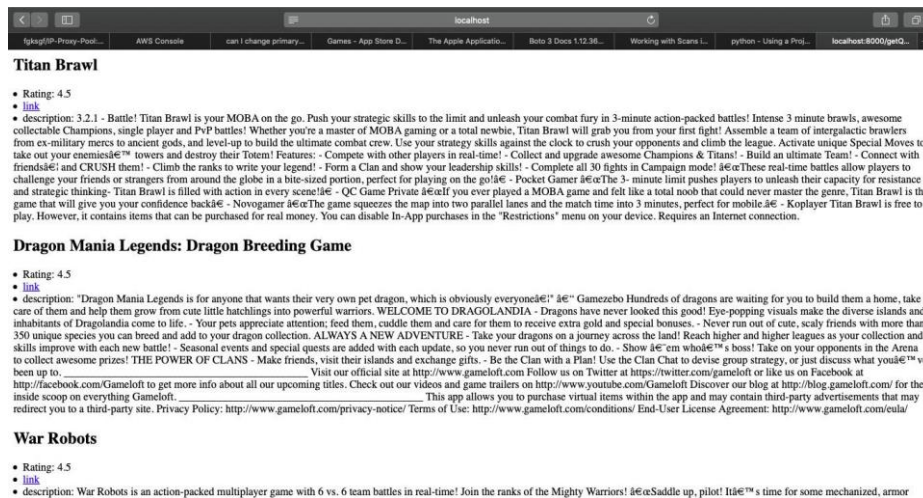 localhost
fgksgf/IP-Proxy-Pool:...
AWS Console
can I change primary...
Games - App Store D...
The Apple Applicatio...
Boto 3 Docs 1.12.36...
Working with Scans i...
python - Using a Proj...
localhost:8000/getQ...
Titan Brawl
• Rating: 4.5
• link
• description: 3.2.1 - Battle! Titan Brawl is your MOBA on the go. Push your strategic skills to the limit and unleash your combat fury in 3-minute action-packed battles! Intense 3 minute brawls, awesome
collectable Champions, single player and PvP battles! Whether you're a master of MOBA gaming or a total newbie, Titan Brawl will grab you from your first fight! Assemble a team of intergalactic brawlers
from ex-military mercs to ancient gods, and level-up to build the ultimate combat crew. Use your strategy skills against the clock to crush your opponents and climb the league. Activate unique Special Moves to
take out your enemiesâ€™ towers and destroy their Totem! Features: - Compete with other players in real-time! - Collect and upgrade awesome Champions & Titans! - Build an ultimate Team! - Connect with
friendsâ€¦ and CRUSH them! - Climb the ranks to write your legend! - Form a Clan and show your leadership skills! - Complete all 30 fights in Campaign mode! â€œThese real-time battles allow players to
challenge your friends or strangers from around the globe in a bite-sized portion, perfect for playing on the go!â€ - Pocket Gamer â€œThe 3- minute limit pushes players to unleash their capacity for resistance
and strategic thinking- Titan Brawl is filled with action in every scene!â€ - QC Game Private â€œIf you ever played a MOBA game and felt like a total noob that could never master the genre, Titan Brawl is th
game that will give you your confidence backâ€ - Novogamer â€œThe game squeezes the map into two parallel lanes and the match time into 3 minutes, perfect for mobile.â€ - Koplayer Titan Brawl is free to
play. However, it contains items that can be purchased for real money. You can disable In-App purchases in the "Restrictions" menu on your device. Requires an Internet connection.
Dragon Mania Legends: Dragon Breeding Game
• Rating: 4.5
• link
• description: "Dragon Mania Legends is for anyone that wants their very own pet dragon, which is obviously everyoneâ€¦" â€“ Gamezebo Hundreds of dragons are waiting for you to build them a home, take
care of them and help them grow from cute little hatchlings into powerful warriors. WELCOME TO DRAGOLANDIA - Dragons have never looked this good! Eye-popping visuals make the diverse islands and
inhabitants of Dragolandia come to life. - Your pets appreciate attention; feed them, cuddle them and care for them to receive extra gold and special bonuses. - Never run out of cute, scaly friends with more than
350 unique species you can breed and add to your dragon collection. ALWAYS A NEW ADVENTURE - Take your dragons on a journey across the land! Reach higher and higher leagues as your collection and
skills improve with each new battle! - Seasonal events and special quests are added with each update, so you never run out of things to do. - Show â€˜em whoâ€™s boss! Take on your opponents in the Arena
to collect awesome prizes! THE POWER OF CLANS - Make friends, visit their islands and exchange gifts. - Be the Clan with a Plan! Use the Clan Chat to devise group strategy, or just discuss what youâ€™v
been up to. ______________________________ Visit our official site at http://www.gameloft.com Follow us on Twitter at https://twitter.com/gameloft or like us on Facebook at
http://facebook.com/Gameloft to get more info about all our upcoming titles. Check out our videos and game trailers on http://www.youtube.com/Gameloft Discover our blog at http://blog.gameloft.com/ for the
inside scoop on everything Gameloft. ______________________________ This app allows you to purchase virtual items within the app and may contain third-party advertisements that may
redirect you to a third-party site. Privacy Policy: http://www.gameloft.com/privacy-notice/ Terms of Use: http://www.gameloft.com/conditions/ End-User License Agreement: http://www.gameloft.com/eula/
War Robots
• Rating: 4.5
• link
• description: War Robots is an action-packed multiplayer game with 6 vs. 6 team battles in real-time! Join the ranks of the Mighty Warriors! â€œSaddle up, pilot! Itâ€™s time for some mechanized, armor